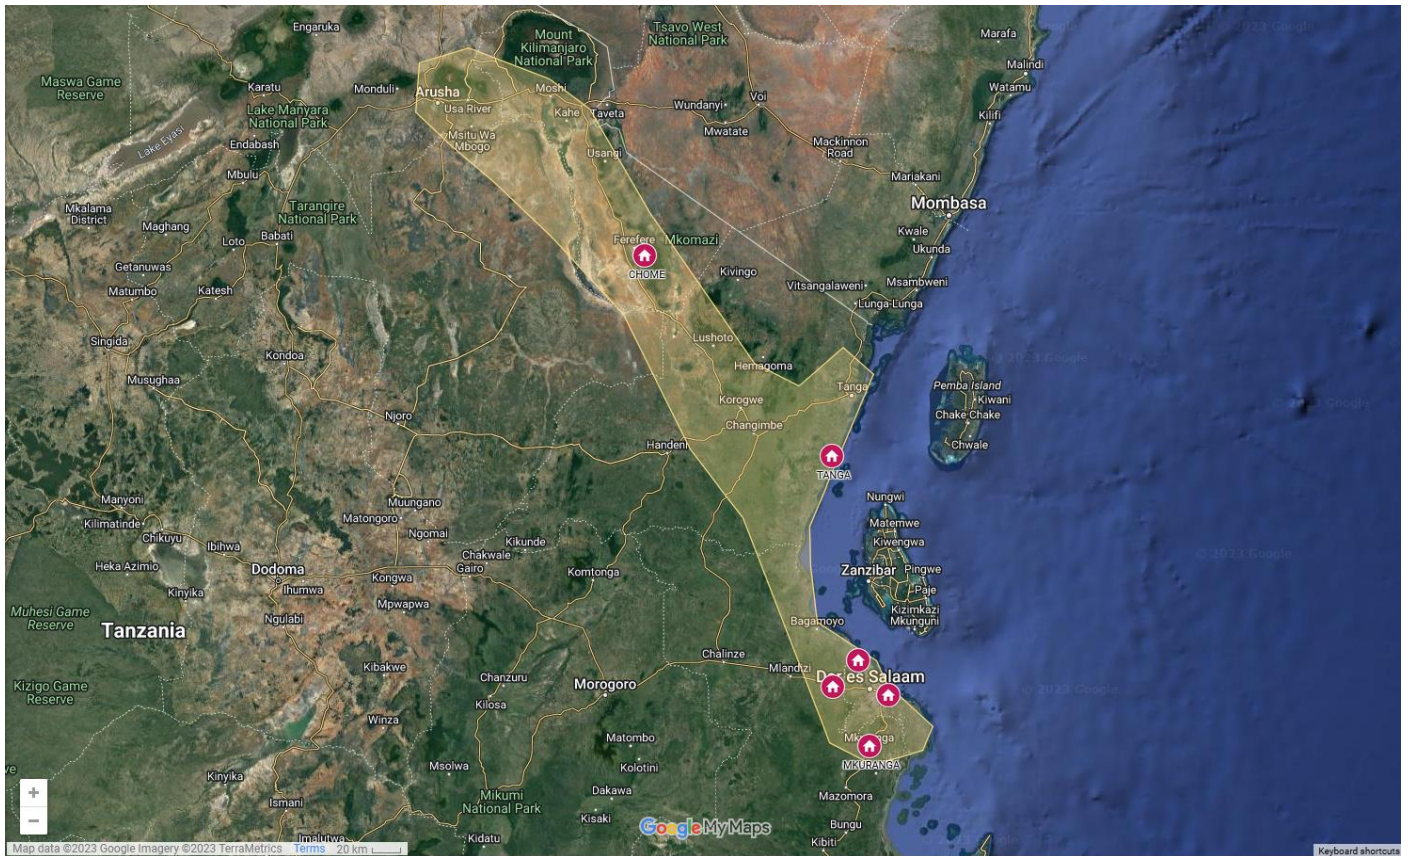 Engaruka
Mount
Kilimanjaro
National Park
Tsavo West
National Park
Marafa
Malindi
Watamu
Kilifi
Maswa Game
Reserve
Karatu
Monduli
Arusha
Usa River
Moshi
Kahe
Taveta
Wundanyi
Voi
Mwatate
Lake Manyara
National Park
Endabash
Lake Eyasi
Msitu Wa
Mbogo
Usangi
Mackinnon
Road
Mbulu
Mariakani
Mombasa
Kwale
Ukunda
Mkalama
District
Maghang
Tarangire
National Park
Loto
Babati
Ferefere
Mkomazi
CHOME
Kivingo
Vitsangalaweni
Msambweni
Lunga-Lunga
Getanuwas
Matumbo
Katesh
Singida
Musughaa
Kondoa
Lushoto
Hemagoma
Tanga
Pemba Island
Kiwani
Chake Chake
Chwale
Korogwe
Changimbe
Njoro
Handeni
TANGA
Manyoni
Kilimatinde
Chikuyu
Heka Azimio
Ibihwa
Kinyika
Muungano
Matongoro
Ngomai
Kikunde
Chakwale
Gairo
Nungwi
Matemwe
Kiwengwa
Zanzibar
Pingwe
Paje
Kizimkazi
Mkunguni
Dodoma
Ihumwa
Kongwa
Komtonga
Mpwapwa
Ngulabi
Muhesi Game
Reserve
Tanzania
Bagamoyo
Kibakwe
Chanzuru
Kilosa
Morogoro
Chalinze
Mlandizi
Dar es Salaam
Kizigo Game
Reserve
Winza
Matombo
Kolotini
MKURANGA
Kinyika
Msolwa
Mikumi
National Park
Dakawa
Kisaki
Mazomora
Bungu
Kibiti
Ismani
Kidatu
+
−
Google My Maps
Map data ©2023 Google Imagery ©2023 TerraMetrics Terms 20 km
Keyboard shortcuts